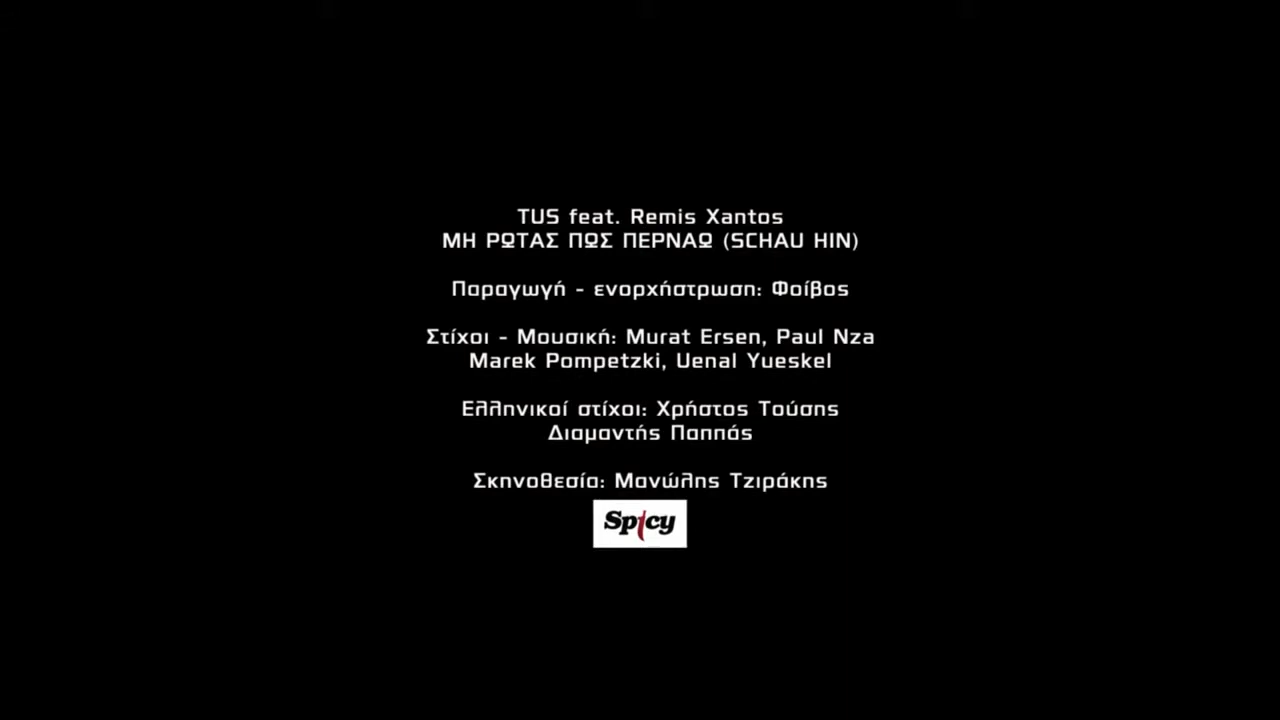 TUS feat. Remis Xantos
ΜΗ ΡΩΤΑΣ ΠΩΣ ΠΕΡΝΑΩ (SCHAU HIN)
Παραγωγή - ενορχήστρωση: Φοίβος
Στίχοι - Μουσική: Murat Ersen, Paul Nza
Marek Pompetzki, Uenal Yueskel
Ελληνικοί στίχοι: Χρήστος Τούσης
Διαμαντής Παππάς
Σκηνοθεσία: Μανώλης Τζιράκης
Spicy